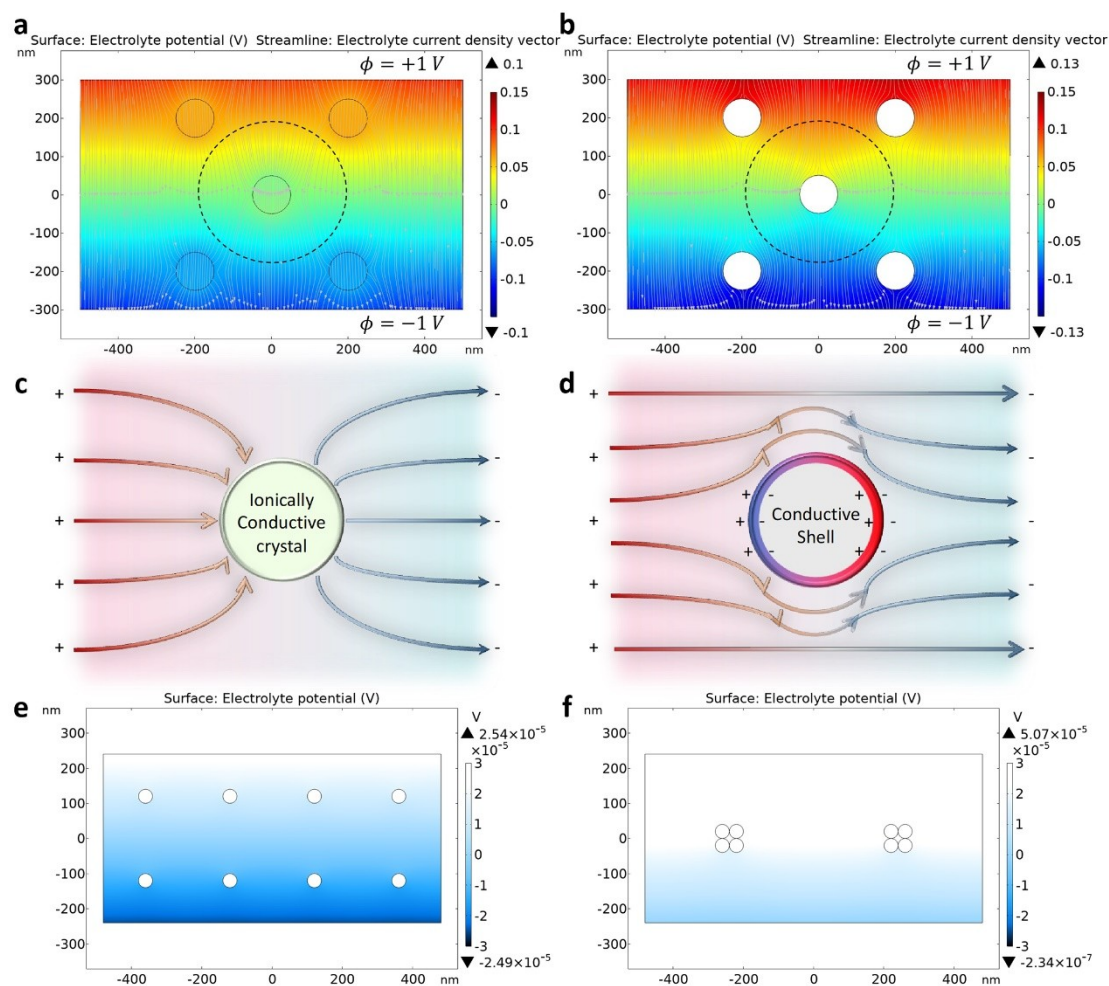 a
Surface: Electrolyte potential (V) Streamline: Electrolyte current density vector
nm
ϕ = +1 V
▲ 0.1
300
200
100
0
-100
-200
-300
0.15
0.1
0.05
0
-0.05
-0.1
▼ -0.1
ϕ = −1 V
-400 -200 0 200 400 nm
b
Surface: Electrolyte potential (V) Streamline: Electrolyte current density vector
nm
ϕ = +1 V
▲ 0.13
300
200
100
0
-100
-200
-300
0.15
0.1
0.05
0
-0.05
-0.1
▼ -0.13
ϕ = −1 V
-400 -200 0 200 400 nm
c
+ -
+ -
+ -
+ -
+ -
Ionically
Conductive
crystal
d
+ -
+ -
+ -
+ -
+ -
+ -
+ - + -
+ - + -
+ - + -
Conductive
Shell
e
Surface: Electrolyte potential (V)
nm
V
▲ 2.54×10⁻⁵
×10⁻⁵
300
200
100
0
-100
-200
-300
3
2
1
0
-1
-2
-3
▼ -2.49×10⁻⁵
-400 -200 0 200 400 nm
f
Surface: Electrolyte potential (V)
nm
V
▲ 5.07×10⁻⁵
×10⁻⁵
300
200
100
0
-100
-200
-300
3
2
1
0
-1
-2
-3
▼ -2.34×10⁻⁷
-400 -200 0 200 400 nm